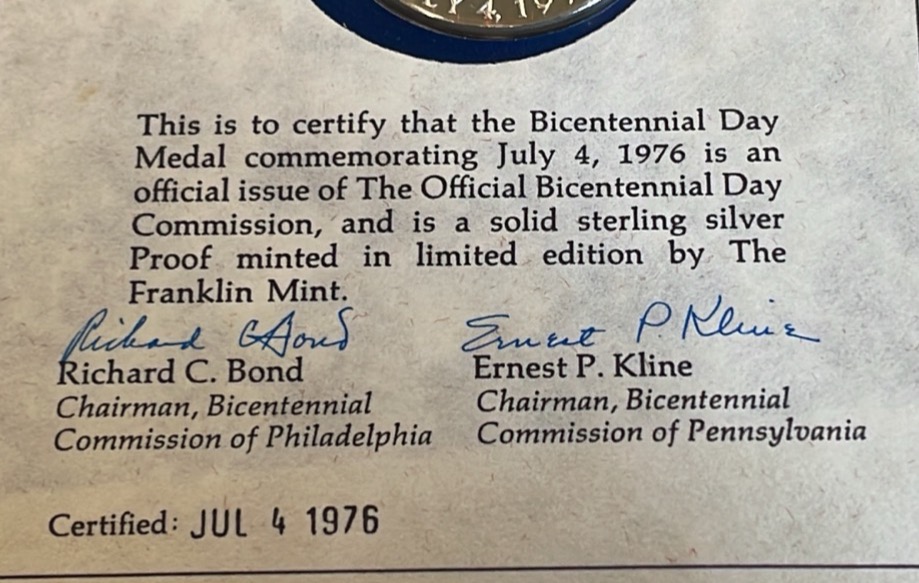 4, 19
This is to certify that the Bicentennial Day
Medal commemorating July 4, 1976 is an
official issue of The Official Bicentennial Day
Commission, and is a solid sterling silver
Proof minted in limited edition by The
Franklin Mint.
Richard C Bond Ernest P. Kline
Richard C. Bond Ernest P. Kline
Chairman, Bicentennial Chairman, Bicentennial
Commission of Philadelphia Commission of Pennsylvania
Certified: JUL 4 1976